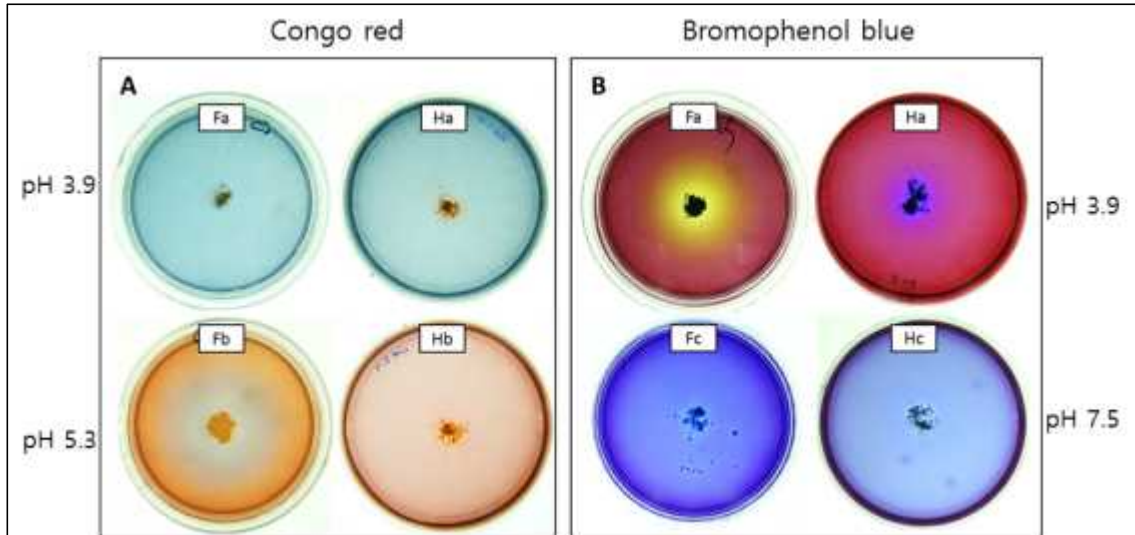 Congo red
Bromophenol blue
A
B
Fa
Ha
Fa
Ha
pH 3.9
pH 3.9
Fb
Hb
Fc
Hc
pH 5.3
pH 7.5